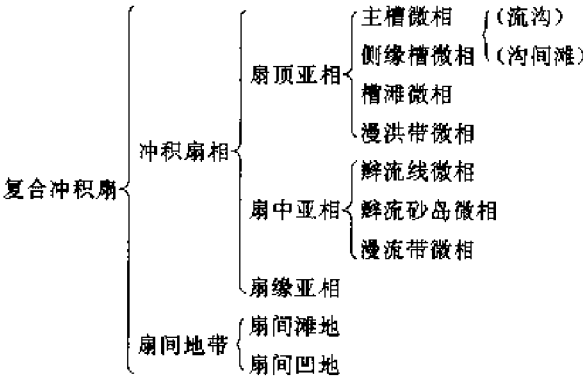 主槽微相 (流沟)
侧缘槽微相 (沟间滩)
扇顶亚相
槽滩微相
漫洪带微相
冲积扇相
辫流线微相
复合冲积扇
扇中亚相
辫流砂岛微相
漫流带微相
扇缘亚相
扇间地带
扇间滩地
扇间凹地